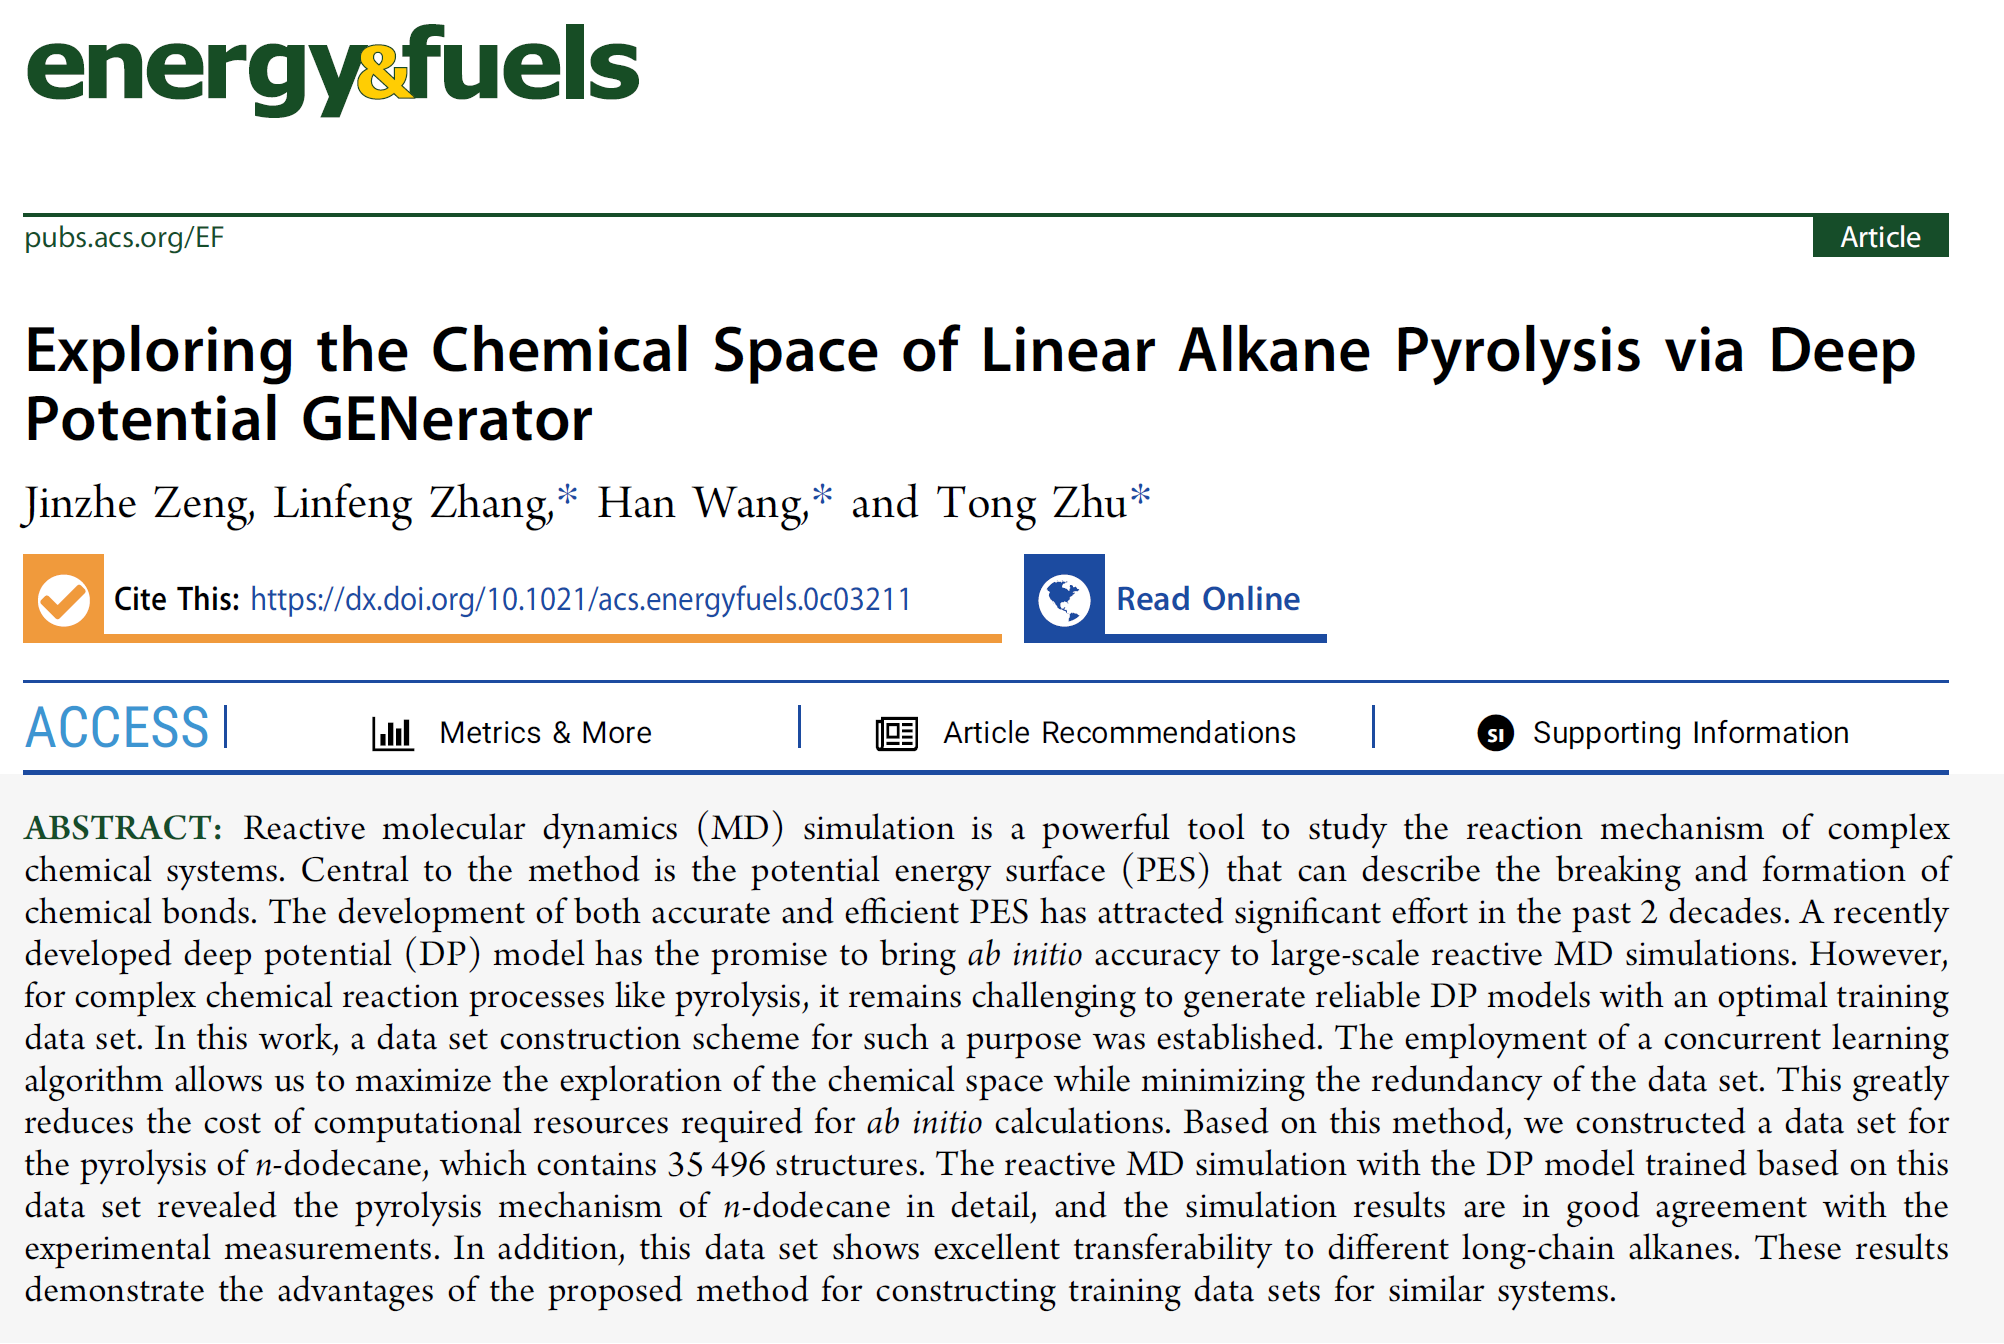 energy&fuels
pubs.acs.org/EF
Article
Exploring the Chemical Space of Linear Alkane Pyrolysis via Deep
Potential GENerator
Jinzhe Zeng, Linfeng Zhang,* Han Wang,* and Tong Zhu*
Cite This: https://dx.doi.org/10.1021/acs.energyfuels.0c03211
Read Online
ACCESS
Metrics & More
Article Recommendations
SI Supporting Information
ABSTRACT: Reactive molecular dynamics (MD) simulation is a powerful tool to study the reaction mechanism of complex
chemical systems. Central to the method is the potential energy surface (PES) that can describe the breaking and formation of
chemical bonds. The development of both accurate and efficient PES has attracted significant effort in the past 2 decades. A recently
developed deep potential (DP) model has the promise to bring ab initio accuracy to large-scale reactive MD simulations. However,
for complex chemical reaction processes like pyrolysis, it remains challenging to generate reliable DP models with an optimal training
data set. In this work, a data set construction scheme for such a purpose was established. The employment of a concurrent learning
algorithm allows us to maximize the exploration of the chemical space while minimizing the redundancy of the data set. This greatly
reduces the cost of computational resources required for ab initio calculations. Based on this method, we constructed a data set for
the pyrolysis of n-dodecane, which contains 35 496 structures. The reactive MD simulation with the DP model trained based on this
data set revealed the pyrolysis mechanism of n-dodecane in detail, and the simulation results are in good agreement with the
experimental measurements. In addition, this data set shows excellent transferability to different long-chain alkanes. These results
demonstrate the advantages of the proposed method for constructing training data sets for similar systems.